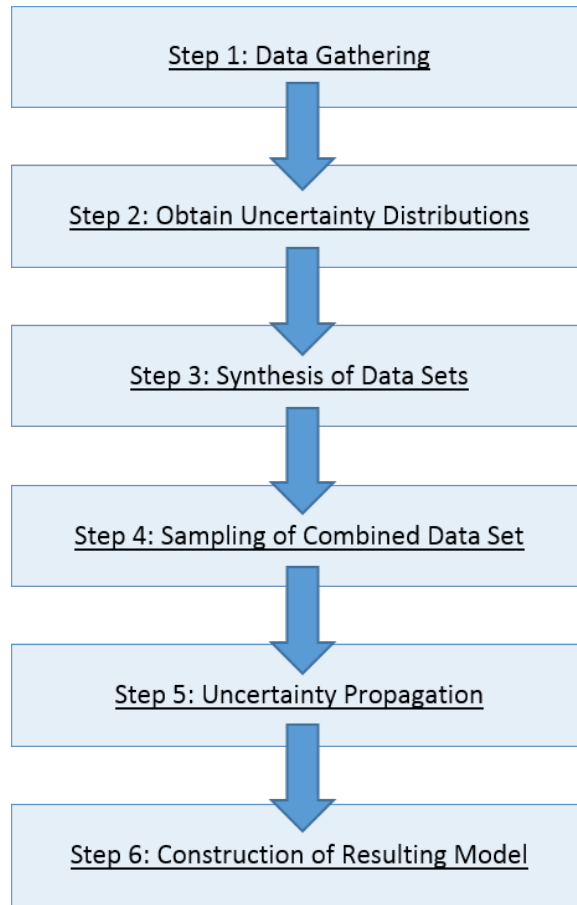 Step 1: Data Gathering
Step 2: Obtain Uncertainty Distributions
Step 3: Synthesis of Data Sets
Step 4: Sampling of Combined Data Set
Step 5: Uncertainty Propagation
Step 6: Construction of Resulting Model